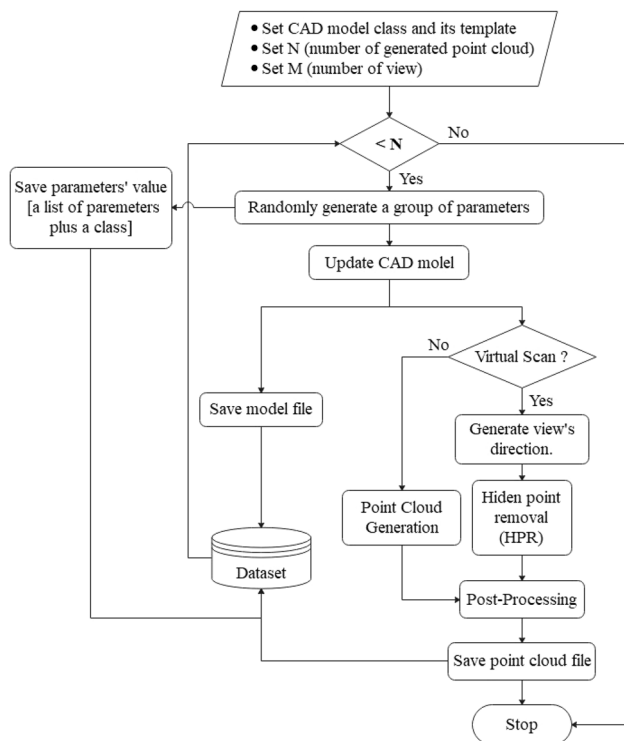 • Set CAD model class and its template
• Set N (number of generated point cloud)
• Set M (number of view)
< N
No
Yes
Save parameters' value
[a list of paremeters
plus a class]
Randomly generate a group of parameters
Update CAD molel
No
Virtual Scan ?
Yes
Save model file
Generate view's
direction.
Point Cloud
Generation
Hiden point
removal
(HPR)
Dataset
Post-Processing
Save point cloud file
Stop